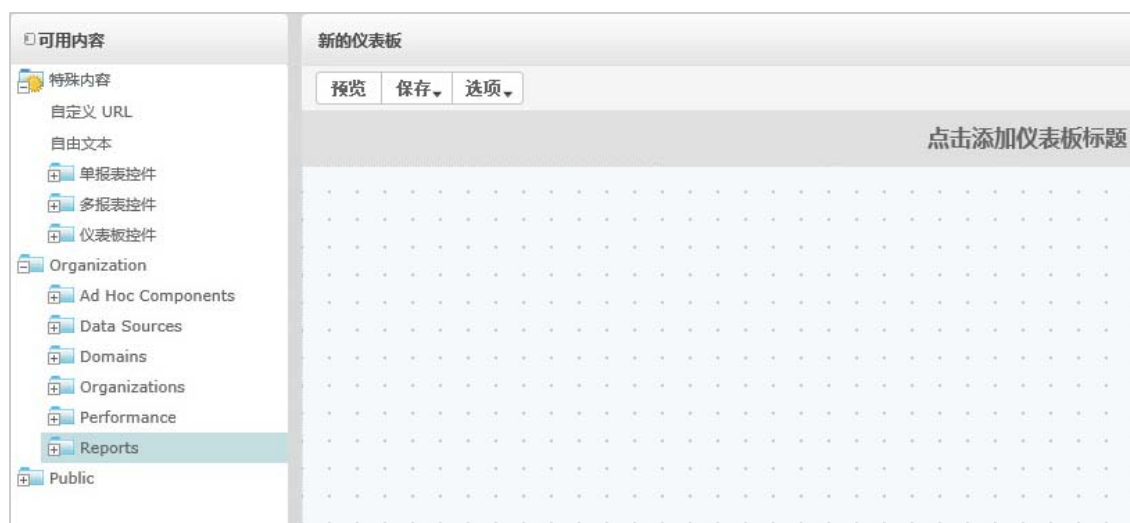 可用内容
特殊内容
自定义 URL
自由文本
单报表控件
多报表控件
仪表板控件
Organization
Ad Hoc Components
Data Sources
Domains
Organizations
Performance
Reports
Public
新的仪表板
预览 保存 选项
点击添加仪表板标题